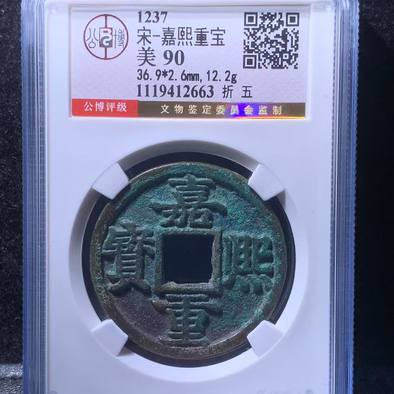 1237
宋-嘉熙重宝
美 90
36.9*2.6mm,12.2g
1119412663 折 五
公博评级
文物鉴定委员会监制
嘉
寳 熙
重